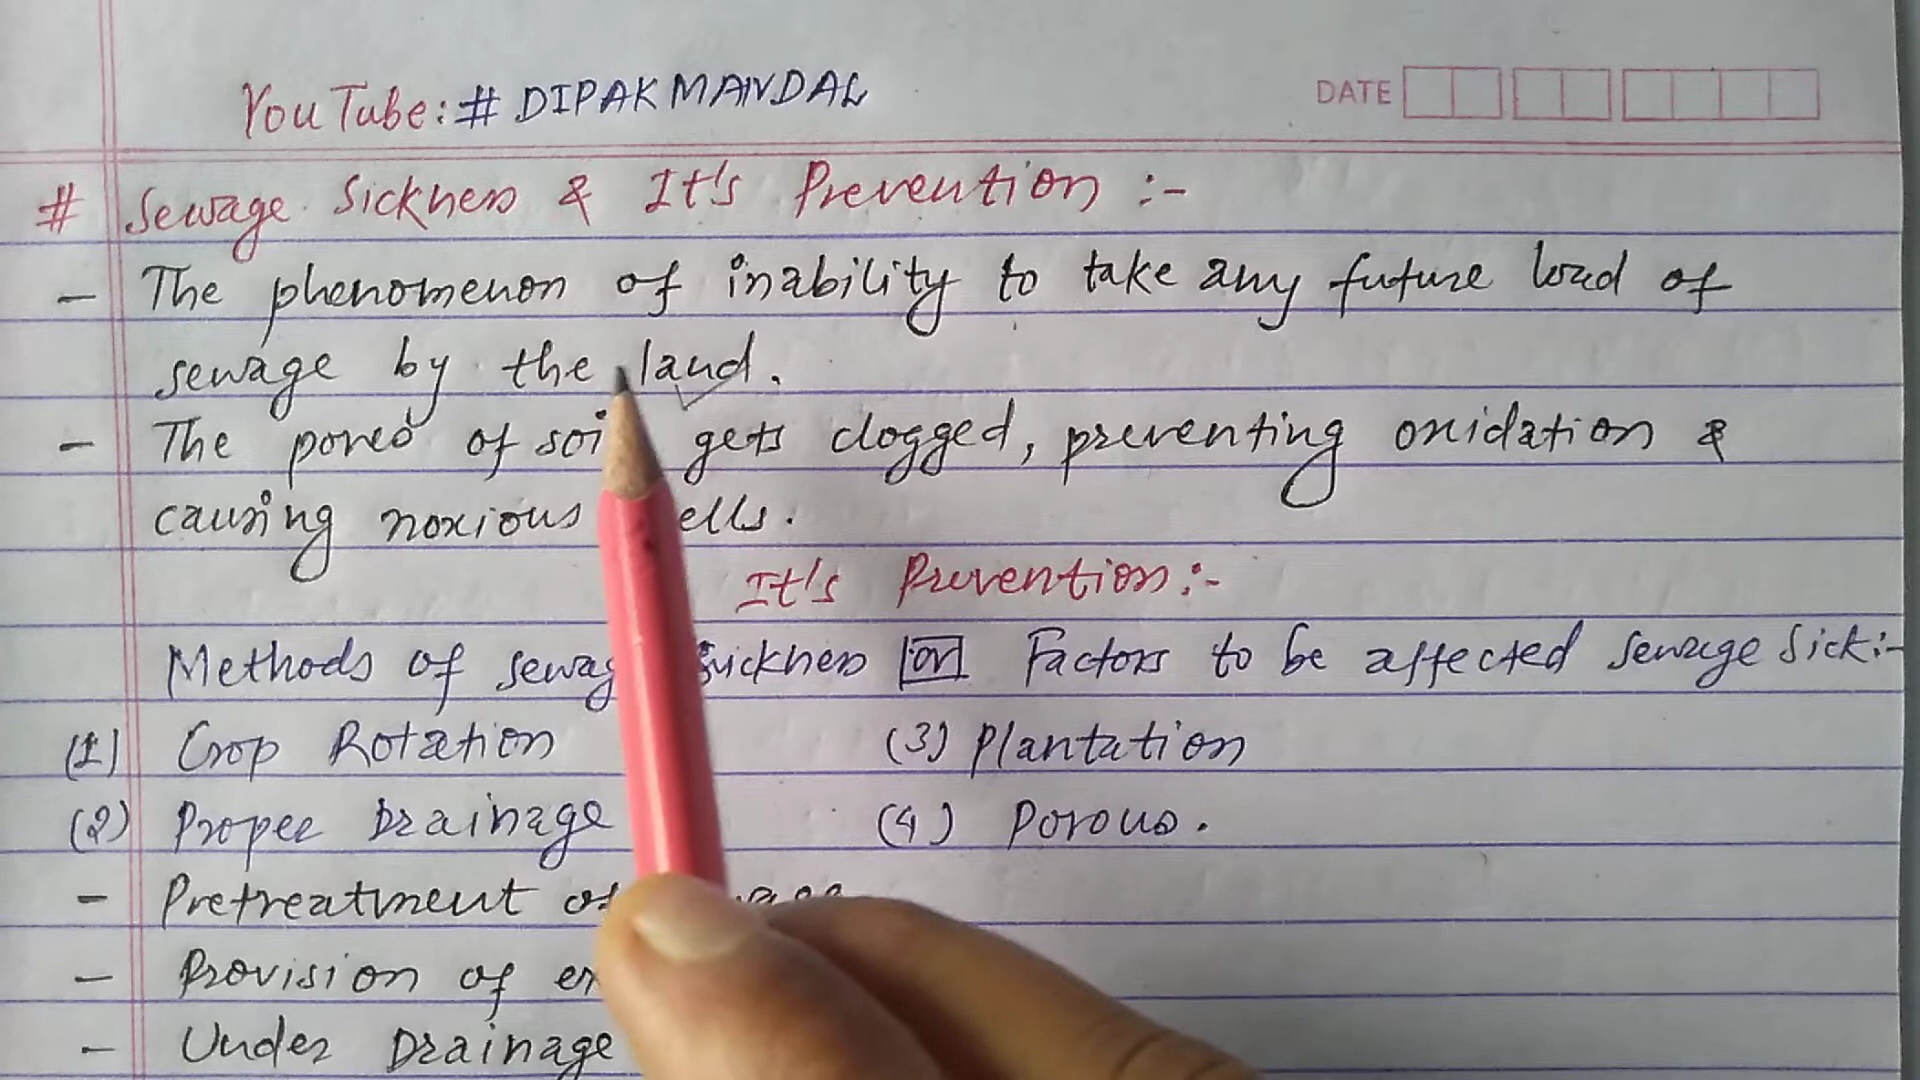 YouTube: # DIPAK MANDAL
DATE
# Sewage Sickness & It's Prevention :-
- The phenomenon of inability to take any future load of
sewage by the land.
- The pores of soi gets clogged, preventing oxidation &
causing noxious ells.
It's Prevention :-
Methods of sewag Sickness or Factors to be affected sewage Sick:-
(1) Crop Rotation (3) Plantation
(2) Proper Drainage (4) Porous.
- Pretreatment of
- Provision of
- Under Drainage